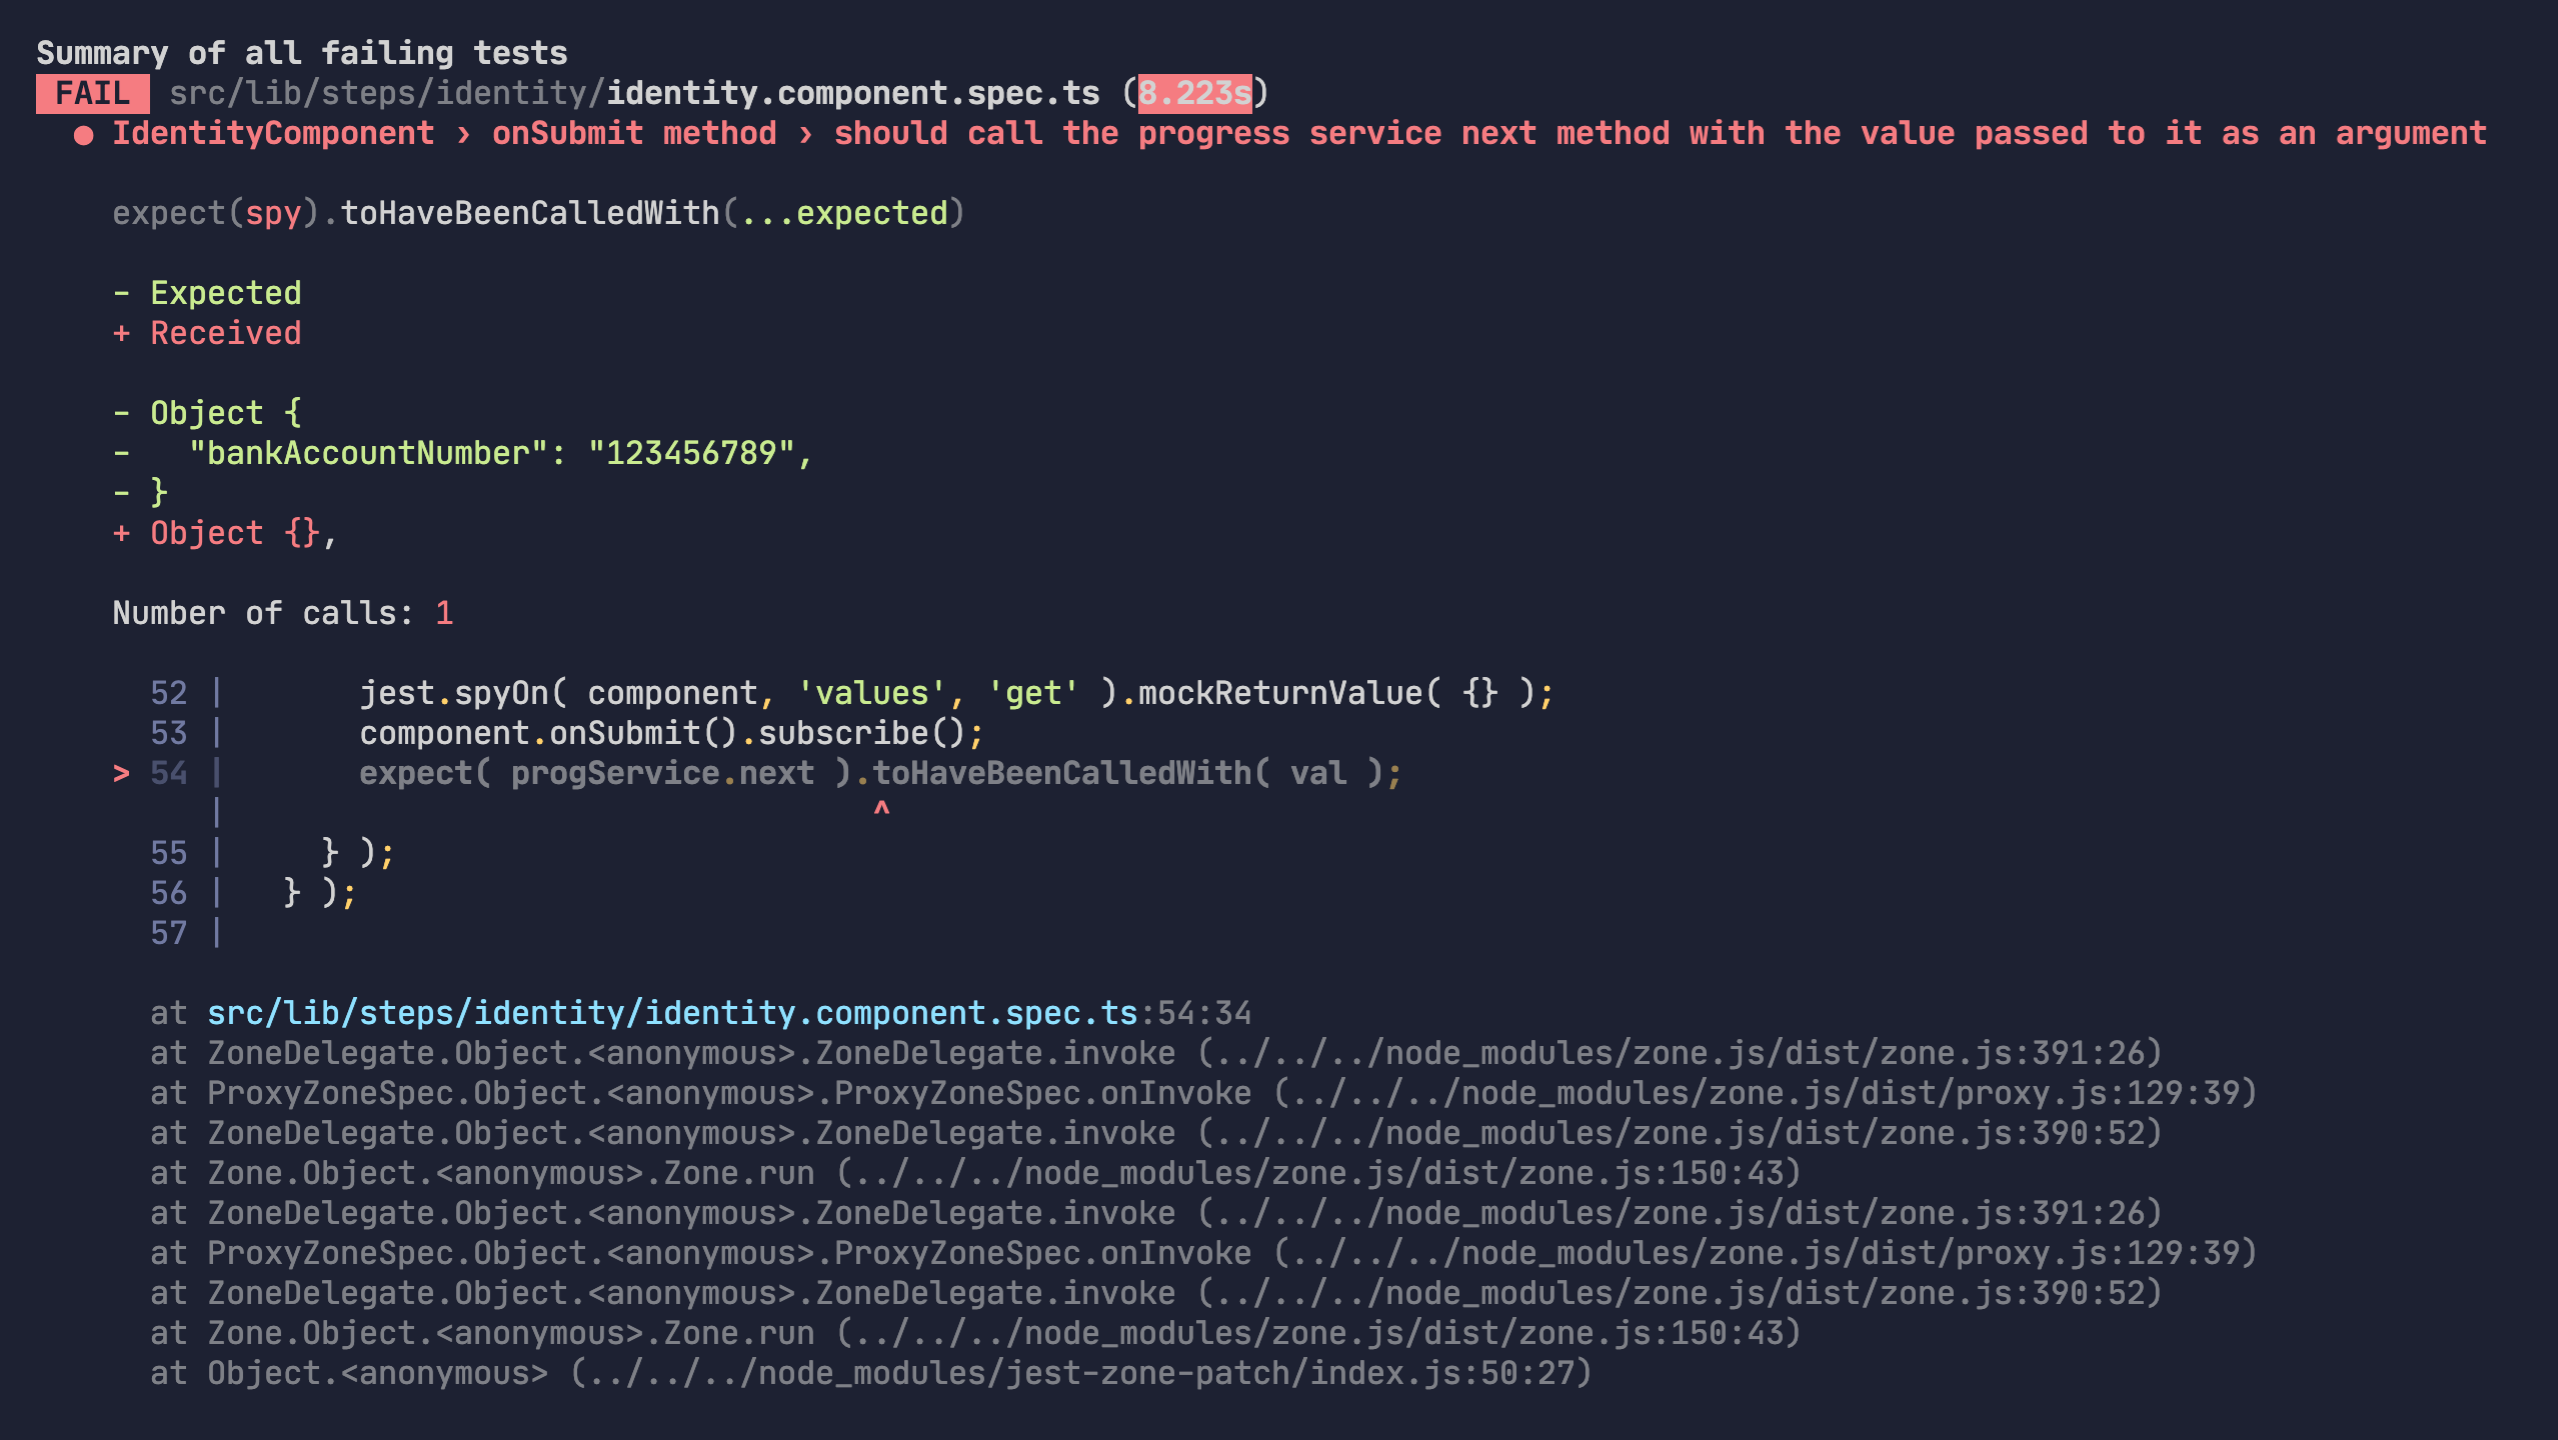 Summary of all failing tests
FAIL src/lib/steps/identity/identity.component.spec.ts (8.223s)
● IdentityComponent › onSubmit method › should call the progress service next method with the value passed to it as an argument
expect(spy).toHaveBeenCalledWith(...expected)
- Expected
+ Received
- Object {
-   "bankAccountNumber": "123456789",
- }
+ Object {},
Number of calls: 1
52 |       jest.spyOn( component, 'values', 'get' ).mockReturnValue( {} );
53 |       component.onSubmit().subscribe();
> 54 |       expect( progService.next ).toHaveBeenCalledWith( val );
|                                  ^
55 |     } );
56 |   } );
57 |
at src/lib/steps/identity/identity.component.spec.ts:54:34
at ZoneDelegate.Object.<anonymous>.ZoneDelegate.invoke (../../../node_modules/zone.js/dist/zone.js:391:26)
at ProxyZoneSpec.Object.<anonymous>.ProxyZoneSpec.onInvoke (../../../node_modules/zone.js/dist/proxy.js:129:39)
at ZoneDelegate.Object.<anonymous>.ZoneDelegate.invoke (../../../node_modules/zone.js/dist/zone.js:390:52)
at Zone.Object.<anonymous>.Zone.run (../../../node_modules/zone.js/dist/zone.js:150:43)
at ZoneDelegate.Object.<anonymous>.ZoneDelegate.invoke (../../../node_modules/zone.js/dist/zone.js:391:26)
at ProxyZoneSpec.Object.<anonymous>.ProxyZoneSpec.onInvoke (../../../node_modules/zone.js/dist/proxy.js:129:39)
at ZoneDelegate.Object.<anonymous>.ZoneDelegate.invoke (../../../node_modules/zone.js/dist/zone.js:390:52)
at Zone.Object.<anonymous>.Zone.run (../../../node_modules/zone.js/dist/zone.js:150:43)
at Object.<anonymous> (../../../node_modules/jest-zone-patch/index.js:50:27)